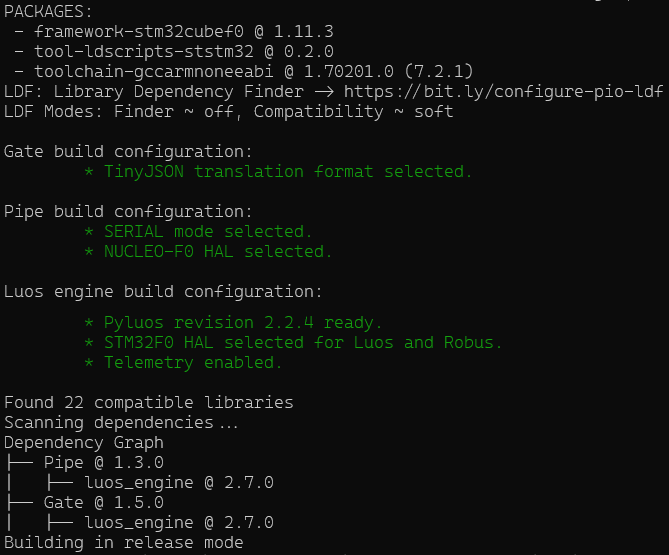 PACKAGES:
- framework-stm32cubef0 @ 1.11.3
- tool-ldscripts-ststm32 @ 0.2.0
- toolchain-gccarmnoneeabi @ 1.70201.0 (7.2.1)
LDF: Library Dependency Finder -> https://bit.ly/configure-pio-ldf
LDF Modes: Finder ~ off, Compatibility ~ soft
Gate build configuration:
* TinyJSON translation format selected.
Pipe build configuration:
* SERIAL mode selected.
* NUCLEO-F0 HAL selected.
Luos engine build configuration:
* Pyluos revision 2.2.4 ready.
* STM32F0 HAL selected for Luos and Robus.
* Telemetry enabled.
Found 22 compatible libraries
Scanning dependencies...
Dependency Graph
├── Pipe @ 1.3.0
│   ├── luos_engine @ 2.7.0
├── Gate @ 1.5.0
│   ├── luos_engine @ 2.7.0
Building in release mode